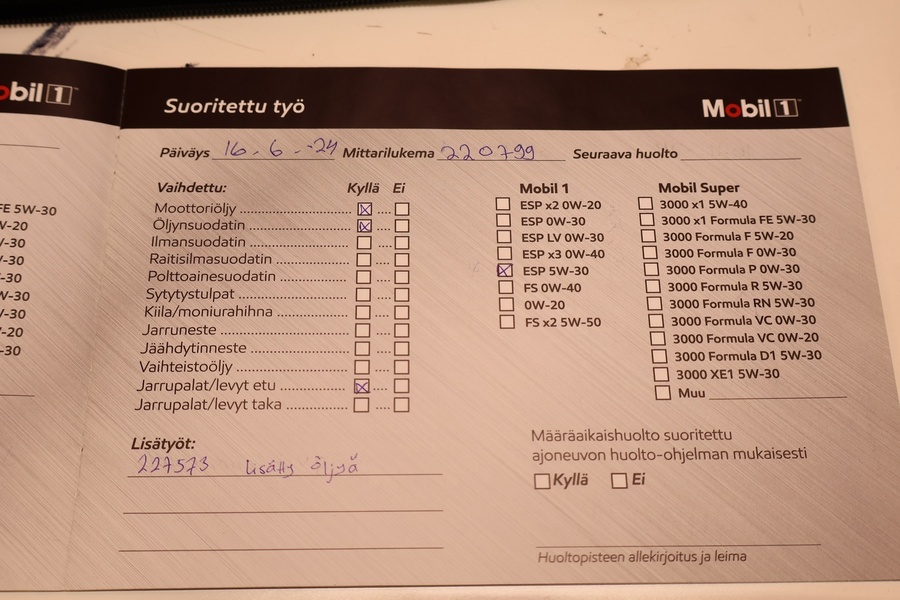 obil 1
Suoritettu työ
Mobil 1
Päiväys 16.6.-24 Mittarilukema 220799 Seuraava huolto
Vaihdettu: Kyllä Ei
Moottoriöljy
Öljynsuodatin
Ilmansuodatin
Raitisilmasuodatin
Polttoainesuodatin
Sytytystulpat
Kiila/moniurahihna
Jarruneste
Jäähdytinneste
Vaihteistoöljy
Jarrupalat/levyt etu
Jarrupalat/levyt taka
Lisätyöt:
227573 Lisätty öljyä
Mobil 1
ESP x2 0W-20
ESP 0W-30
ESP LV 0W-30
ESP x3 0W-40
ESP 5W-30
FS 0W-40
0W-20
FS x2 5W-50
Mobil Super
3000 x1 5W-40
3000 x1 Formula FE 5W-30
3000 Formula F 5W-20
3000 Formula F 0W-30
3000 Formula P 0W-30
3000 Formula R 5W-30
3000 Formula RN 5W-30
3000 Formula VC 0W-30
3000 Formula VC 0W-20
3000 Formula D1 5W-30
3000 XE1 5W-30
Muu
Määräaikaishuolto suoritettu
ajoneuvon huolto-ohjelman mukaisesti
Kyllä Ei
Huoltopisteen allekirjoitus ja leima
FE 5W-30
W-20
-30
-30
-30
W-30
-30
-20
-30